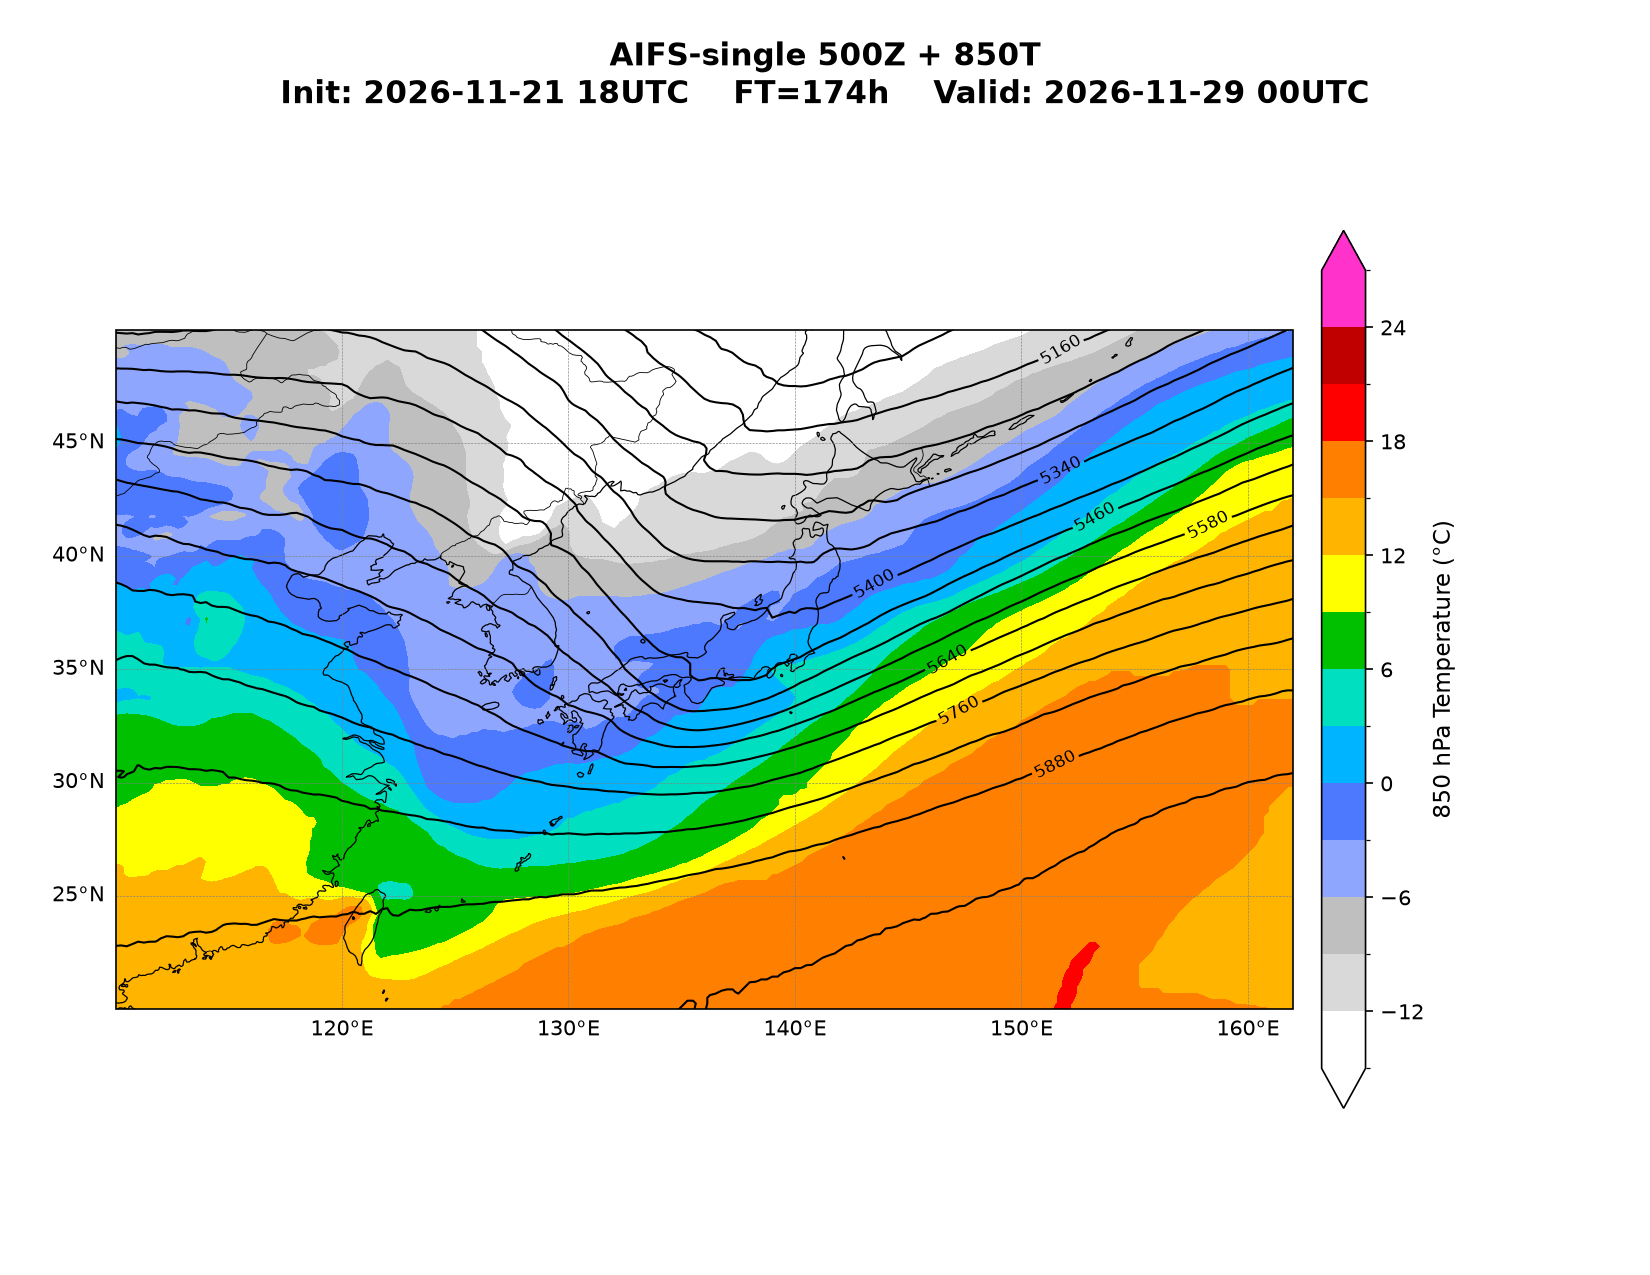 AIFS-single 500Z + 850T
Init: 2026-11-21 18UTC    FT=174h    Valid: 2026-11-29 00UTC
5160
5340
5400
5460
5580
5640
5760
5880
45°N
40°N
35°N
30°N
25°N
120°E
130°E
140°E
150°E
160°E
24
18
12
6
0
−6
−12
850 hPa Temperature (°C)